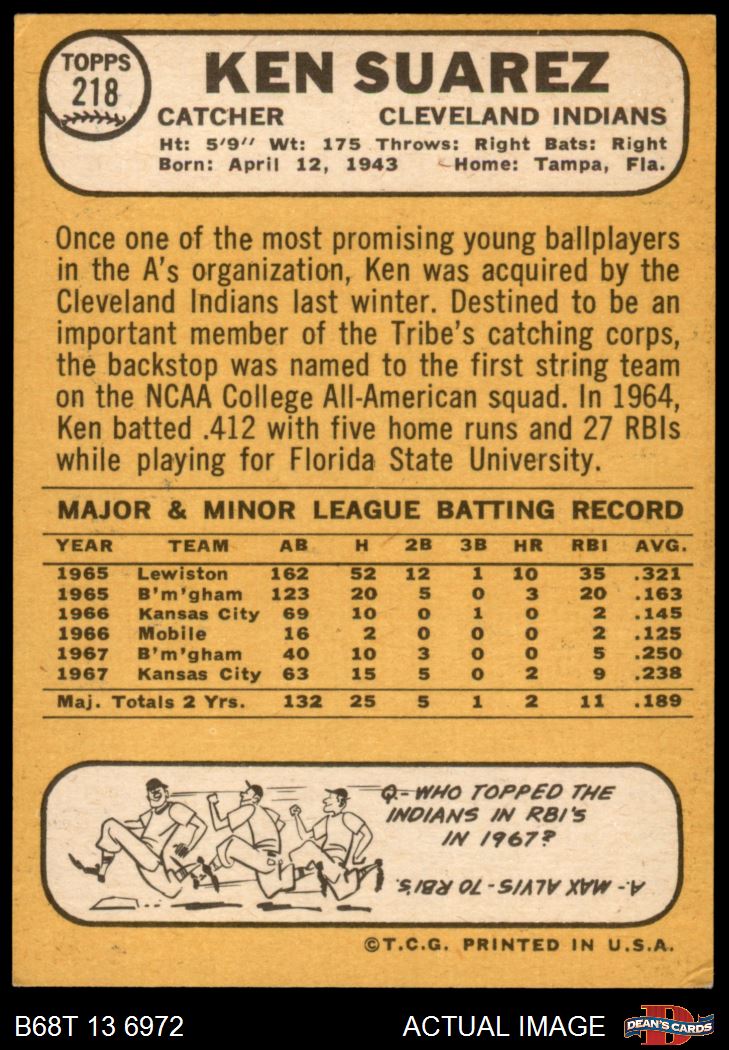 TOPPS
218
KEN SUAREZ
CATCHER CLEVELAND INDIANS
Ht: 5'9" Wt: 175 Throws: Right Bats: Right
Born: April 12, 1943 Home: Tampa, Fla.
Once one of the most promising young ballplayers
in the A's organization, Ken was acquired by the
Cleveland Indians last winter. Destined to be an
important member of the Tribe's catching corps,
the backstop was named to the first string team
on the NCAA College All-American squad. In 1964,
Ken batted .412 with five home runs and 27 RBIs
while playing for Florida State University.
MAJOR & MINOR LEAGUE BATTING RECORD
YEAR TEAM AB H 2B 3B HR RBI AVG.
1965 Lewiston 162 52 12 1 10 35 .321
1965 B'm'gham 123 20 5 0 3 20 .163
1966 Kansas City 69 10 0 1 0 2 .145
1966 Mobile 16 2 0 0 0 2 .125
1967 B'm'gham 40 10 3 0 0 5 .250
1967 Kansas City 63 15 5 0 2 9 .238
Maj. Totals 2 Yrs. 132 25 5 1 2 11 .189
Q-WHO TOPPED THE
INDIANS IN RBI'S
IN 1967?
A-MAX ALVIS-70 RBI'S.
©T.C.G. PRINTED IN U.S.A.
B68T 13 6972 ACTUAL IMAGE
DEAN'S CARDS